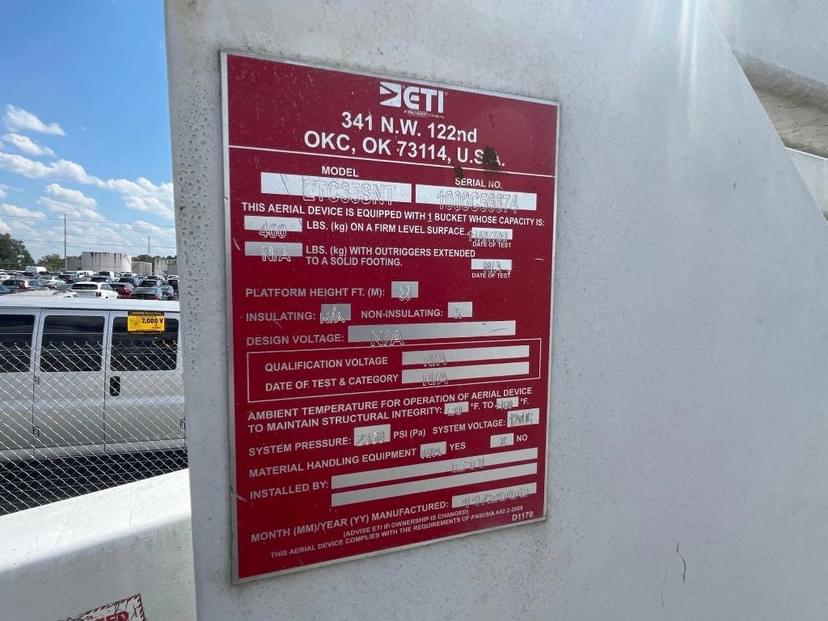 ETI
341 N.W. 122nd
OKC, OK 73114, U.S.A.
MODEL SERIAL NO.
ETC35SNT
THIS AERIAL DEVICE IS EQUIPPED WITH 1 BUCKET WHOSE CAPACITY IS:
400 LBS. (kg) ON A FIRM LEVEL SURFACE.
DATE OF TEST
N/A LBS. (kg) WITH OUTRIGGERS EXTENDED
TO A SOLID FOOTING. N/A
DATE OF TEST
PLATFORM HEIGHT FT. (M):
INSULATING: N/A NON-INSULATING: X
DESIGN VOLTAGE: N/A
QUALIFICATION VOLTAGE N/A
DATE OF TEST & CATEGORY N/A
AMBIENT TEMPERATURE FOR OPERATION OF AERIAL DEVICE
TO MAINTAIN STRUCTURAL INTEGRITY: °F. TO °F.
SYSTEM PRESSURE: PSI (Pa) SYSTEM VOLTAGE:
MATERIAL HANDLING EQUIPMENT N/A YES X NO
INSTALLED BY:
MONTH (MM)/YEAR (YY) MANUFACTURED:
(ADVISE ETI IF OWNERSHIP IS CHANGED)
THIS AERIAL DEVICE COMPLIES WITH THE REQUIREMENTS OF ANSI/SIA A92.2-2009
D1170